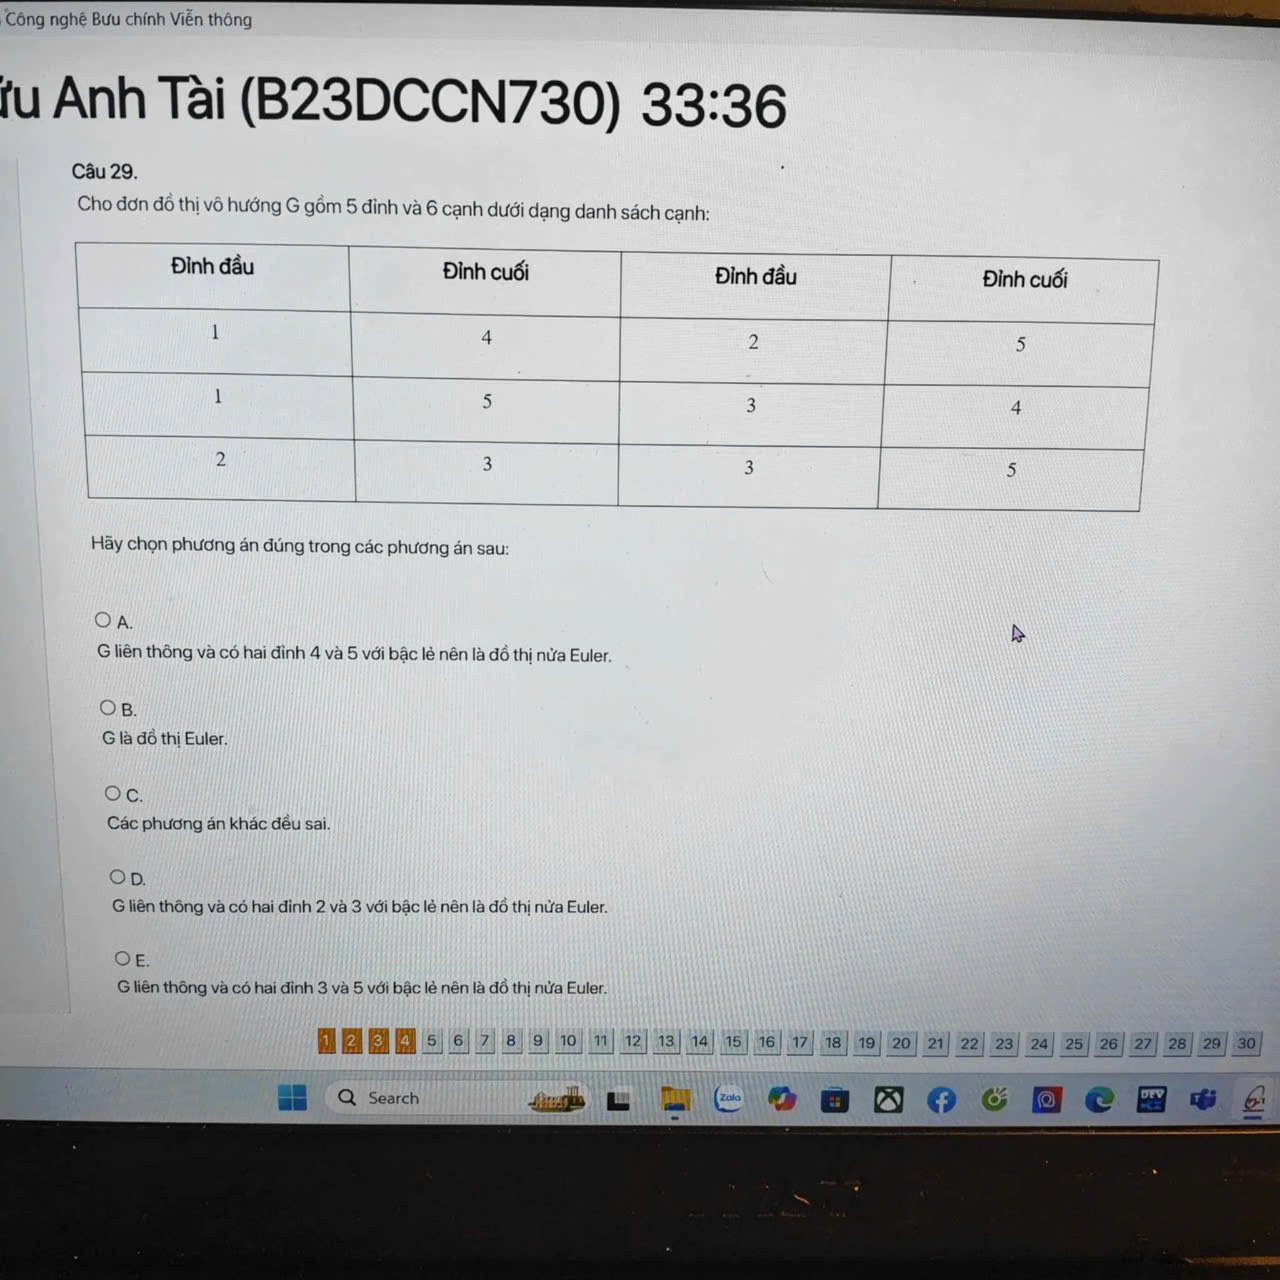 Công nghệ Bưu chính Viễn thông
ữu Anh Tài (B23DCCN730) 33:36
Câu 29.
Cho đơn đồ thị vô hướng G gồm 5 đỉnh và 6 cạnh dưới dạng danh sách cạnh:
Đỉnh đầu Đỉnh cuối Đỉnh đầu Đỉnh cuối
1 4 2 5
1 5 3 4
2 3 3 5
Hãy chọn phương án đúng trong các phương án sau:
A.
G liên thông và có hai đỉnh 4 và 5 với bậc lẻ nên là đồ thị nửa Euler.
B.
G là đồ thị Euler.
C.
Các phương án khác đều sai.
D.
G liên thông và có hai đỉnh 2 và 3 với bậc lẻ nên là đồ thị nửa Euler.
E.
G liên thông và có hai đỉnh 3 và 5 với bậc lẻ nên là đồ thị nửa Euler.
1 2 3 4 5 6 7 8 9 10 11 12 13 14 15 16 17 18 19 20 21 22 23 24 25 26 27 28 29 30
Search Zalo DEV